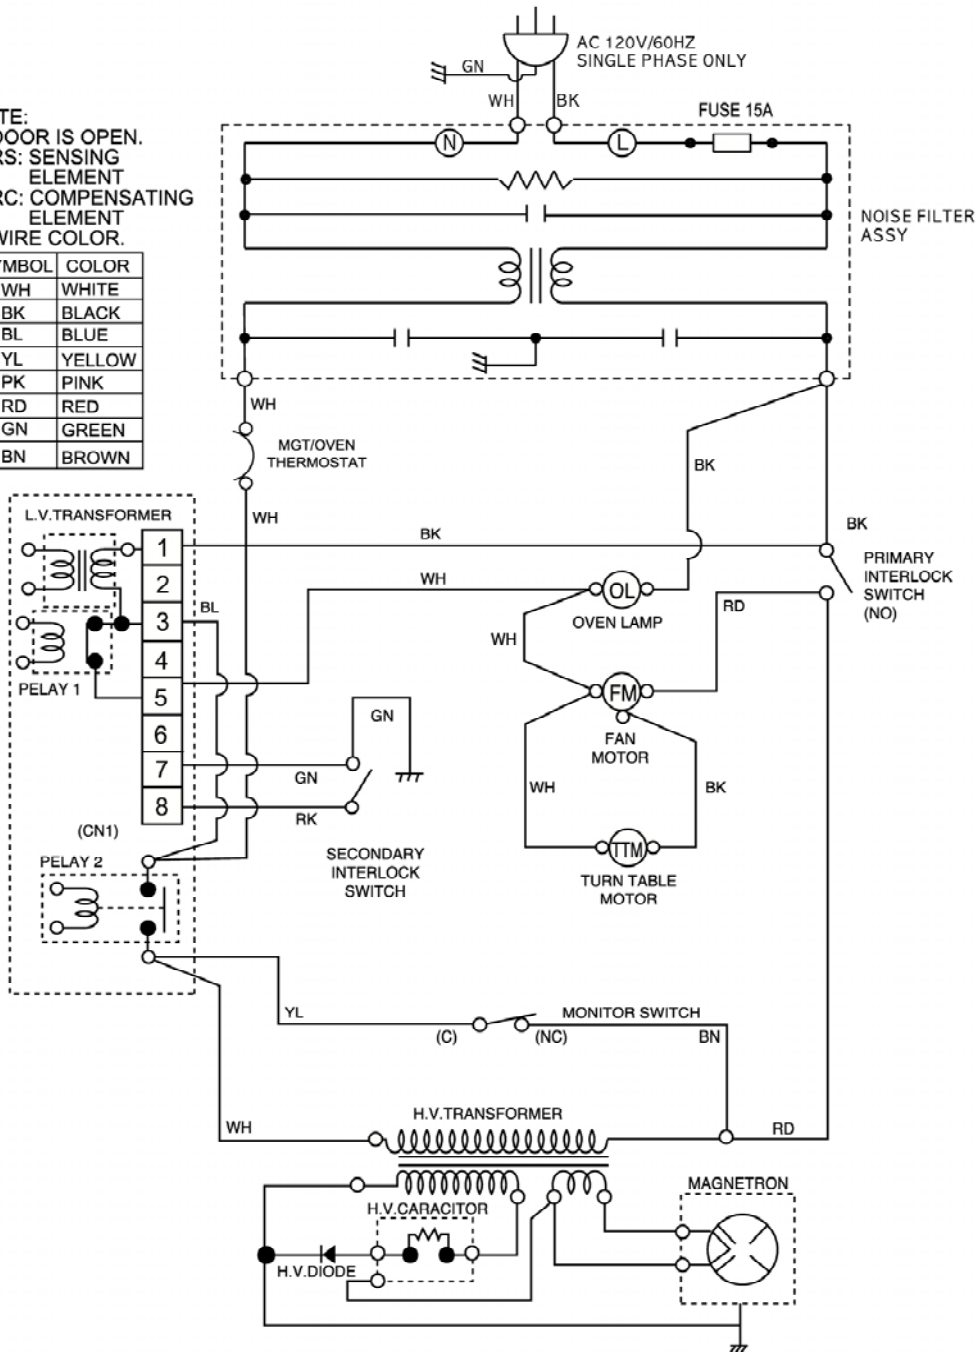 AC 120V/60HZ
SINGLE PHASE ONLY
GN
WH
BK
FUSE 15A
TE:
DOOR IS OPEN.
RS: SENSING
ELEMENT
RC: COMPENSATING
ELEMENT
WIRE COLOR.
YMBOL COLOR
WH WHITE
BK BLACK
BL BLUE
YL YELLOW
PK PINK
RD RED
GN GREEN
BN BROWN
N
L
NOISE FILTER
ASSY
WH
MGT/OVEN
THERMOSTAT
WH
BK
BK
L.V.TRANSFORMER
1
2
3
4
5
6
7
8
BK
WH
BL
OL
OVEN LAMP
RD
PRIMARY
INTERLOCK
SWITCH
(NO)
WH
PELAY 1
FM
FAN
MOTOR
GN
GN
RK
WH
BK
(CN1)
SECONDARY
INTERLOCK
SWITCH
TTM
TURN TABLE
MOTOR
PELAY 2
YL
(C)
(NC)
MONITOR SWITCH
BN
WH
H.V.TRANSFORMER
RD
H.V.CARACITOR
H.V.DIODE
MAGNETRON